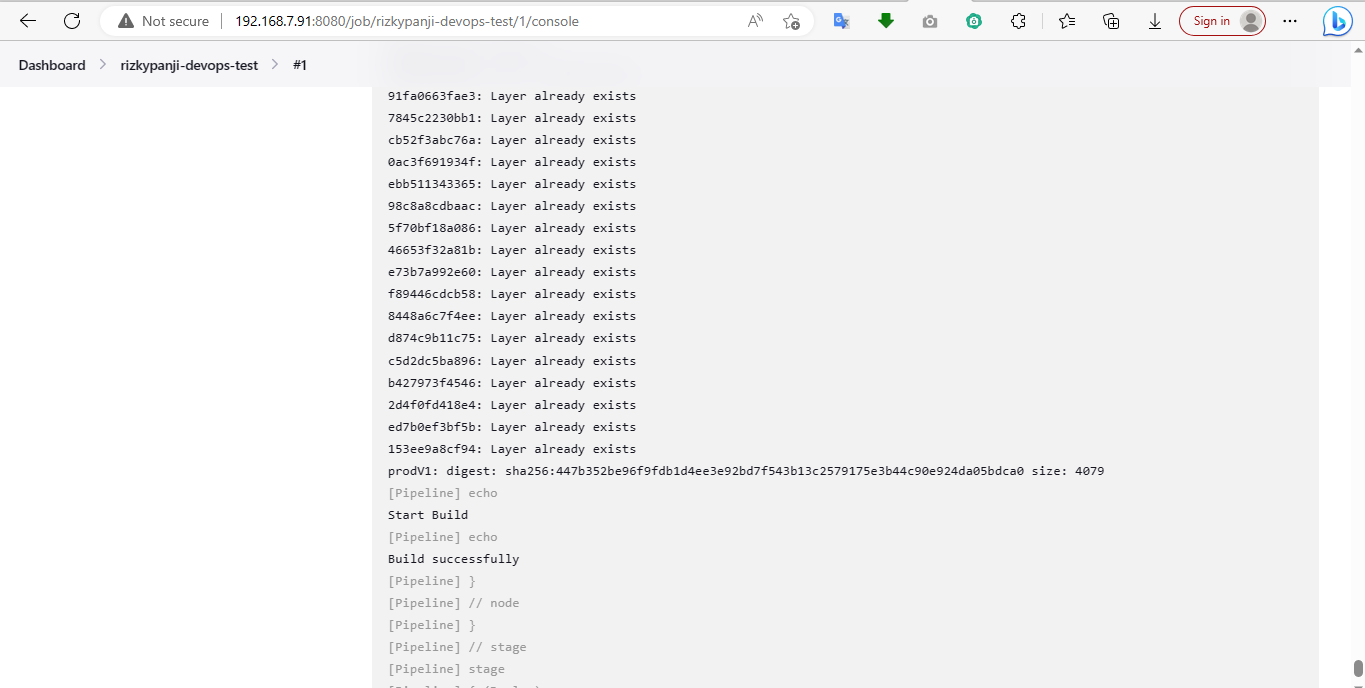 Not secure
192.168.7.91:8080/job/rizkypanji-devops-test/1/console
Sign in
Dashboard
rizkypanji-devops-test
#1
91fa0663fae3: Layer already exists
7845c2230bb1: Layer already exists
cb52f3abc76a: Layer already exists
0ac3f691934f: Layer already exists
ebb511343365: Layer already exists
98c8a8cdbaac: Layer already exists
5f70bf18a086: Layer already exists
46653f32a81b: Layer already exists
e73b7a992e60: Layer already exists
f89446cdcb58: Layer already exists
8448a6c7f4ee: Layer already exists
d874c9b11c75: Layer already exists
c5d2dc5ba896: Layer already exists
b427973f4546: Layer already exists
2d4f0fd418e4: Layer already exists
ed7b0ef3bf5b: Layer already exists
153ee9a8cf94: Layer already exists
prodV1: digest: sha256:447b352be96f9fdb1d4ee3e92bd7f543b13c2579175e3b44c90e924da05bdca0 size: 4079
[Pipeline] echo
Start Build
[Pipeline] echo
Build successfully
[Pipeline] }
[Pipeline] // node
[Pipeline] }
[Pipeline] // stage
[Pipeline] stage